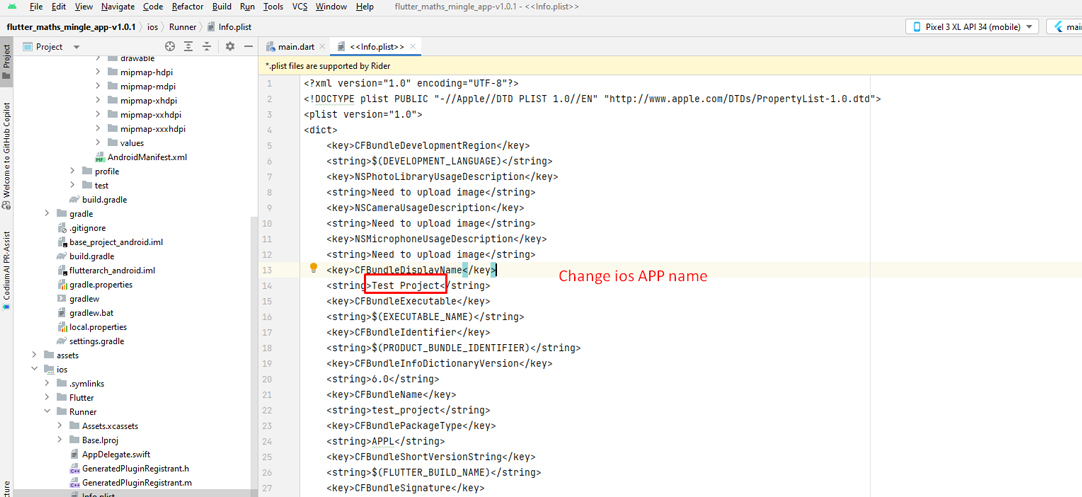 File Edit View Navigate Code Refactor Build Run Tools VCS Window Help flutter_maths_mingle_app-v1.0.1 - <<Info.plist>>
flutter_maths_mingle_app-v1.0.1 ios Runner Info.plist Pixel 3 XL API 34 (mobile) main
Project main.dart <<Info.plist>>
*.plist files are supported by Rider
Project
Welcome to GitHub Copilot
CodiumAI PR-Assist
drawable
mipmap-hdpi
mipmap-mdpi
mipmap-xhdpi
mipmap-xxhdpi
mipmap-xxxhdpi
values
AndroidManifest.xml
profile
test
build.gradle
gradle
.gitignore
base_project_android.iml
build.gradle
flutterarch_android.iml
gradle.properties
gradlew
gradlew.bat
local.properties
settings.gradle
assets
ios
.symlinks
Flutter
Runner
Assets.xcassets
Base.lproj
AppDelegate.swift
GeneratedPluginRegistrant.h
GeneratedPluginRegistrant.m
Info.plist
1 <?xml version="1.0" encoding="UTF-8"?>
2 <!DOCTYPE plist PUBLIC "-//Apple//DTD PLIST 1.0//EN" "http://www.apple.com/DTDs/PropertyList-1.0.dtd">
3 <plist version="1.0">
4 <dict>
5 <key>CFBundleDevelopmentRegion</key>
6 <string>$(DEVELOPMENT_LANGUAGE)</string>
7 <key>NSPhotoLibraryUsageDescription</key>
8 <string>Need to upload image</string>
9 <key>NSCameraUsageDescription</key>
10 <string>Need to upload image</string>
11 <key>NSMicrophoneUsageDescription</key>
12 <string>Need to upload image</string>
13 <key>CFBundleDisplayName</key>
Change ios APP name
14 <string>Test Project</string>
15 <key>CFBundleExecutable</key>
16 <string>$(EXECUTABLE_NAME)</string>
17 <key>CFBundleIdentifier</key>
18 <string>$(PRODUCT_BUNDLE_IDENTIFIER)</string>
19 <key>CFBundleInfoDictionaryVersion</key>
20 <string>6.0</string>
21 <key>CFBundleName</key>
22 <string>test_project</string>
23 <key>CFBundlePackageType</key>
24 <string>APPL</string>
25 <key>CFBundleShortVersionString</key>
26 <string>$(FLUTTER_BUILD_NAME)</string>
27 <key>CFBundleSignature</key>